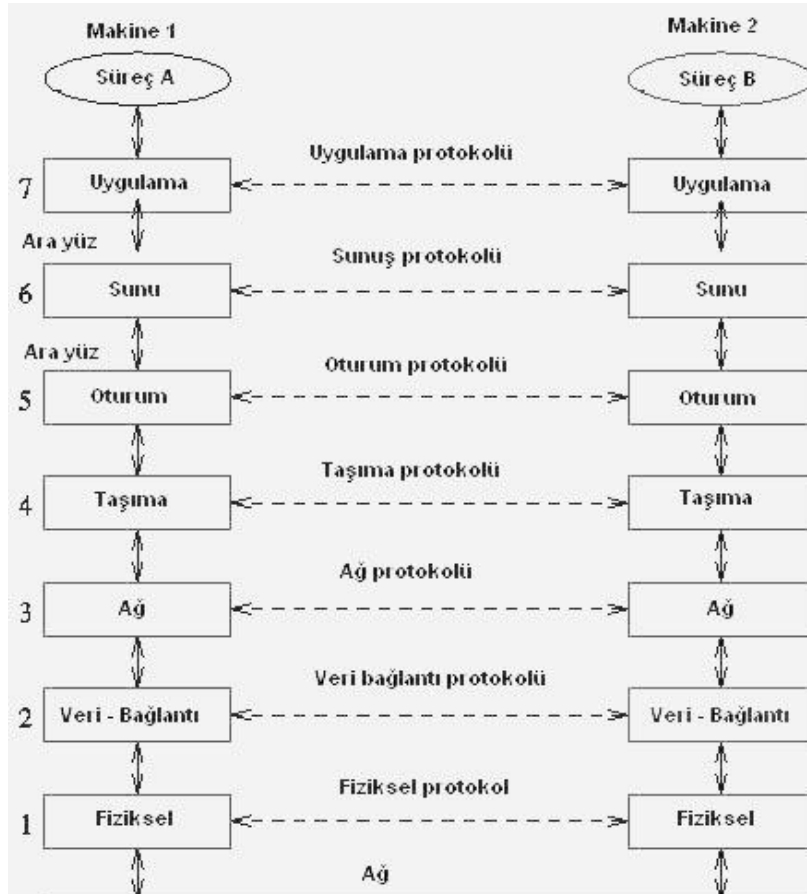 Makine 1 Makine 2
Süreç A Süreç B
Uygulama protokolü
7 Uygulama Uygulama
Ara yüz
Sunuş protokolü
6 Sunu Sunu
Ara yüz
Oturum protokolü
5 Oturum Oturum
Taşıma protokolü
4 Taşıma Taşıma
Ağ protokolü
3 Ağ Ağ
Veri bağlantı protokolü
2 Veri - Bağlantı Veri - Bağlantı
Fiziksel protokol
1 Fiziksel Fiziksel
Ağ